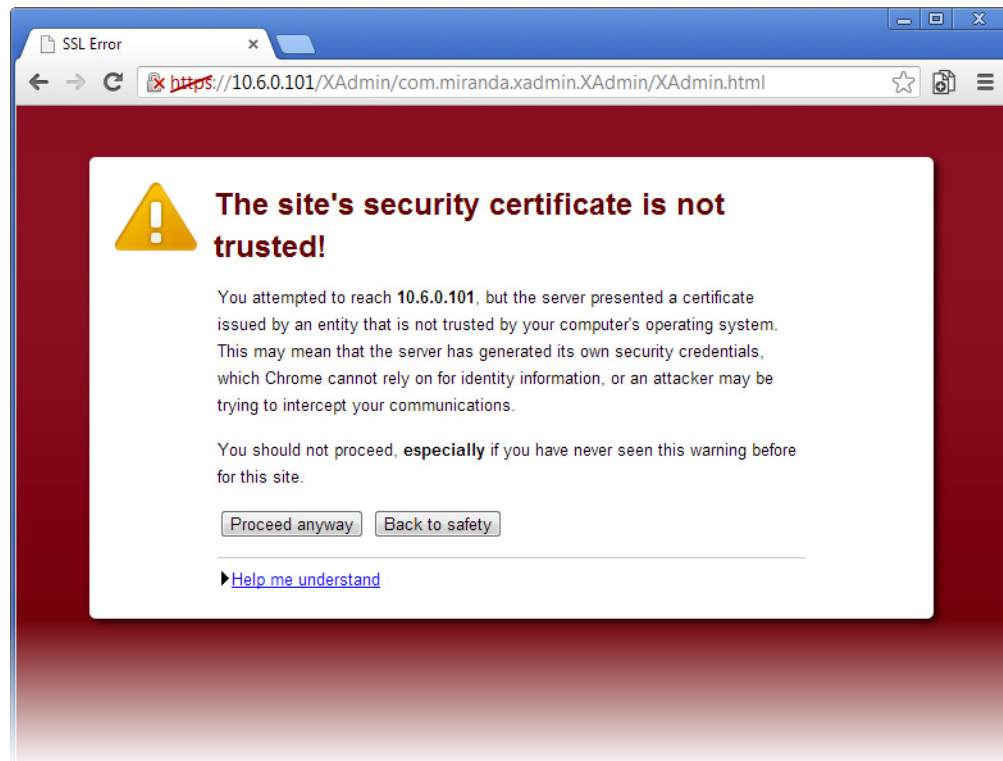 SSL Error
https://10.6.0.101/XAdmin/com.miranda.xadmin.XAdmin/XAdmin.html
The site's security certificate is not
trusted!
You attempted to reach 10.6.0.101, but the server presented a certificate
issued by an entity that is not trusted by your computer's operating system.
This may mean that the server has generated its own security credentials,
which Chrome cannot rely on for identity information, or an attacker may be
trying to intercept your communications.
You should not proceed, especially if you have never seen this warning before
for this site.
Proceed anyway Back to safety
Help me understand